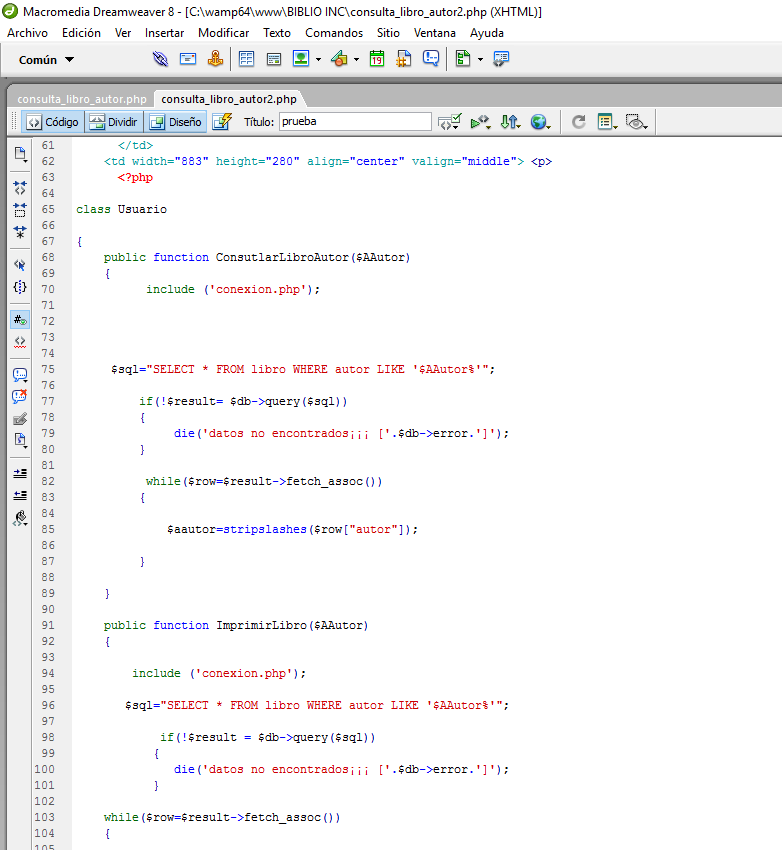 Macromedia Dreamweaver 8 - [C:\wamp64\www\BIBLIO INC\consulta_libro_autor2.php (XHTML)]
Archivo Edición Ver Insertar Modificar Texto Comandos Sitio Ventana Ayuda
Común
19
consulta_libro_autor.php consulta_libro_autor2.php
Código Dividir Diseño Título: prueba
61 </td>
62 <td width="883" height="280" align="center" valign="middle"> <p>
63 <?php
64
65 class Usuario
66
67 {
68 public function ConsutlarLibroAutor($AAutor)
69 {
70 include ('conexion.php');
71
72
73
74
75 $sql="SELECT * FROM libro WHERE autor LIKE '$AAutor%'";
76
77 if(!$result= $db->query($sql))
78 {
79 die('datos no encontrados¡¡¡ ['.$db->error.']');
80 }
81
82 while($row=$result->fetch_assoc())
83 {
84
85 $aautor=stripslashes($row["autor"]);
86
87 }
88
89 }
90
91 public function ImprimirLibro($AAutor)
92 {
93
94 include ('conexion.php');
95
96 $sql="SELECT * FROM libro WHERE autor LIKE '$AAutor%'";
97
98 if(!$result = $db->query($sql))
99 {
100 die('datos no encontrados¡¡¡ ['.$db->error.']');
101 }
102
103 while($row=$result->fetch_assoc())
104 {
105